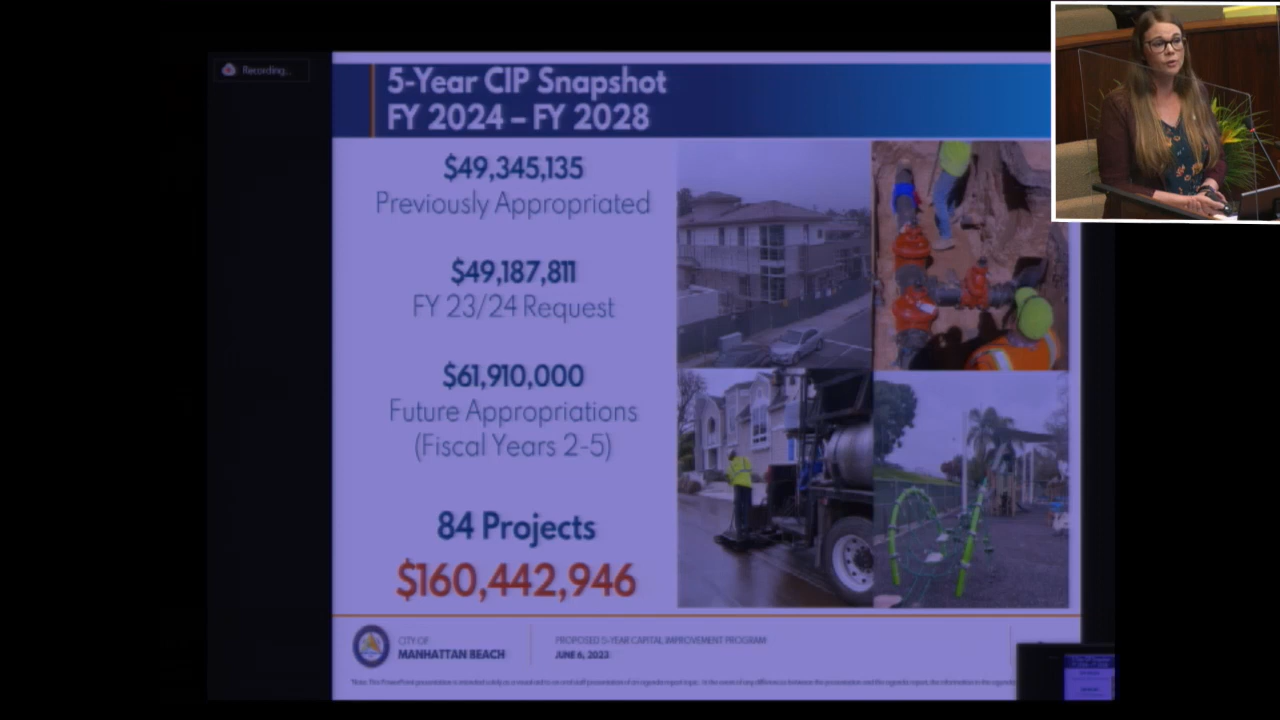 Recording...
5-Year CIP Snapshot
FY 2024 – FY 2028
$49,345,135
Previously Appropriated
$49,187,811
FY 23/24 Request
$61,910,000
Future Appropriations
(Fiscal Years 2-5)
84 Projects
$160,442,946
CITY OF
MANHATTAN BEACH
PROPOSED 5-YEAR CAPITAL IMPROVEMENT PROGRAM
JUNE 6, 2023